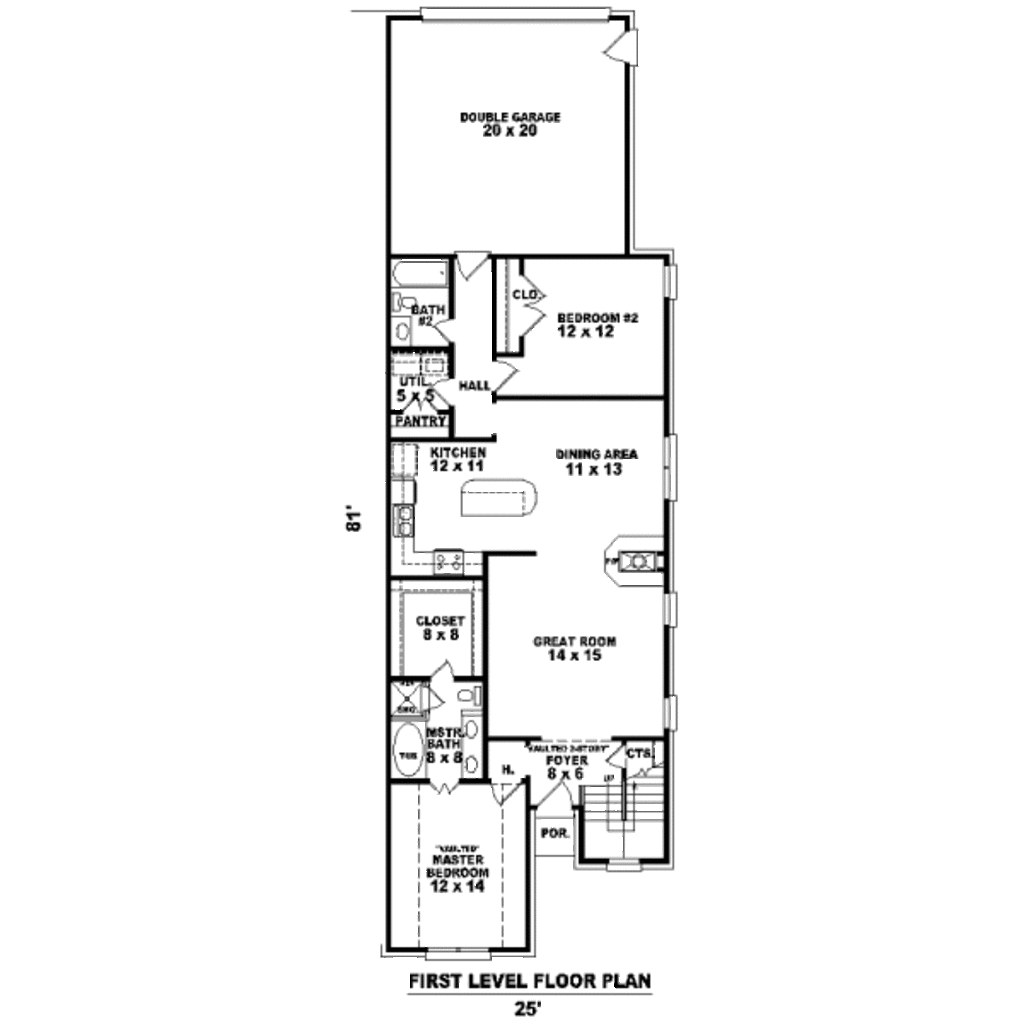 DOUBLE GARAGE
20 x 20
CLO.
BATH
#2
BEDROOM #2
12 x 12
UTIL.
5 x 5
HALL
PANTRY
KITCHEN
12 x 11
DINING AREA
11 x 13
81'
CLOSET
8 x 8
GREAT ROOM
14 x 15
MSTR.
BATH
8 x 8
TUB
"VAULTED 2-STORY"
FOYER
8 x 6
CTS.
H.
UP
POR.
"VAULTED"
MASTER
BEDROOM
12 x 14
FIRST LEVEL FLOOR PLAN
25'